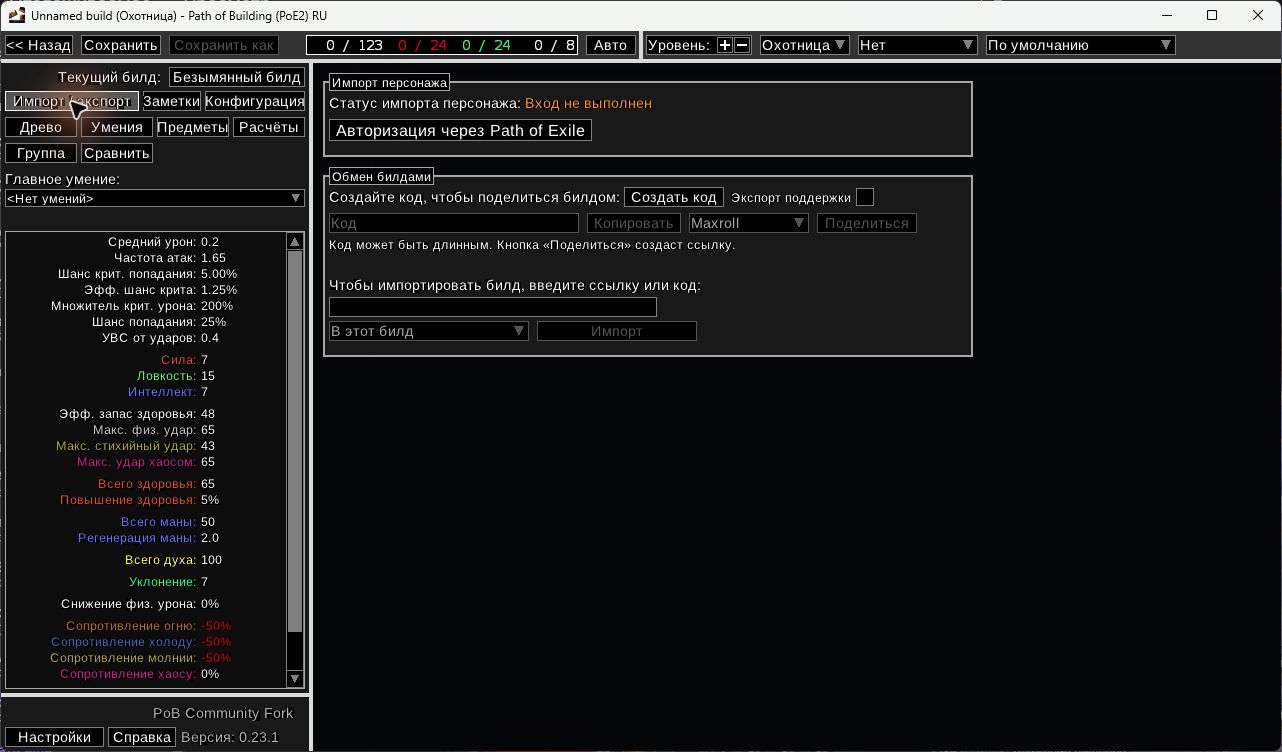 Unnamed build (Охотница) - Path of Building (PoE2) RU
<< Назад Сохранить Сохранить как 0 / 123 0 / 24 0 / 24 0 / 8 Авто Уровень: Охотница Нет По умолчанию
Текущий билд: Безымянный билд
Импорт / экспорт Заметки Конфигурация
Древо Умения Предметы Расчёты
Группа Сравнить
Главное умение:
<Нет умений>
Средний урон: 0.2
Частота атак: 1.65
Шанс крит. попадания: 5.00%
Эфф. шанс крита: 1.25%
Множитель крит. урона: 200%
Шанс попадания: 25%
УВС от ударов: 0.4
Сила: 7
Ловкость: 15
Интеллект: 7
Эфф. запас здоровья: 48
Макс. физ. удар: 65
Макс. стихийный удар: 43
Макс. удар хаосом: 65
Всего здоровья: 65
Повышение здоровья: 5%
Всего маны: 50
Регенерация маны: 2.0
Всего духа: 100
Уклонение: 7
Снижение физ. урона: 0%
Сопротивление огню: -50%
Сопротивление холоду: -50%
Сопротивление молнии: -50%
Сопротивление хаосу: 0%
PoB Community Fork
Настройки Справка Версия: 0.23.1
Импорт персонажа
Статус импорта персонажа: Вход не выполнен
Авторизация через Path of Exile
Обмен билдами
Создайте код, чтобы поделиться билдом: Создать код Экспорт поддержки
Код Копировать Maxroll Поделиться
Код может быть длинным. Кнопка «Поделиться» создаст ссылку.
Чтобы импортировать билд, введите ссылку или код:
В этот билд Импорт